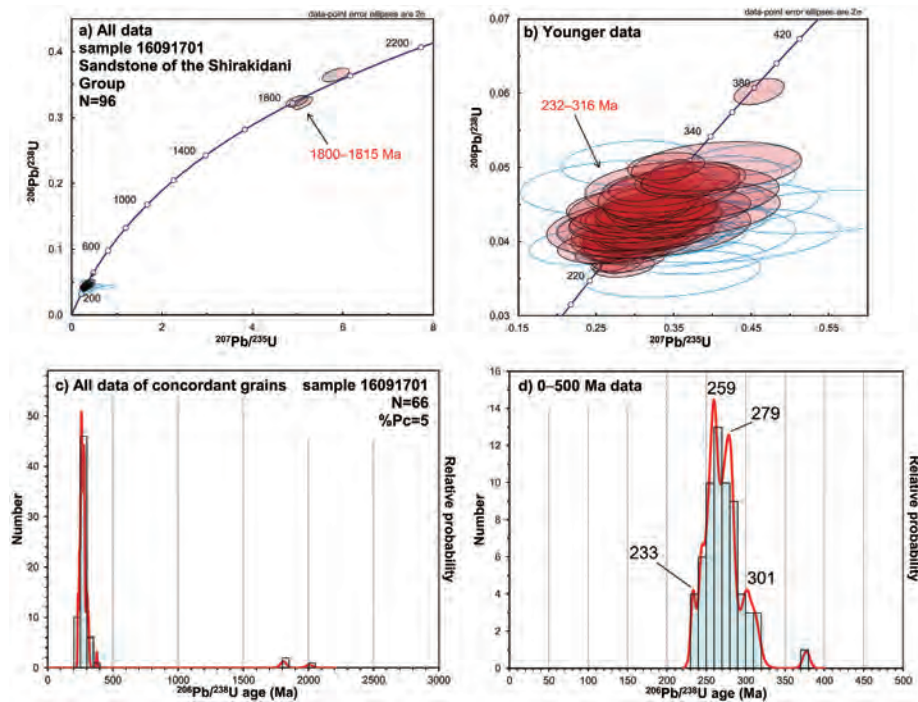 data-point error ellipses are 2σ
a) All data
sample 16091701
Sandstone of the Shirakidani
Group
N=96
2200
1800
1800–1815 Ma
1400
1000
600
200
0.4
0.3
0.2
0.1
0.0
0 2 4 6 8
²⁰⁶Pb/²³⁸U
²⁰⁷Pb/²³⁵U
data-point error ellipses are 2σ
b) Younger data
420
380
340
232–316 Ma
220
0.07
0.06
0.05
0.04
0.03
0.15 0.25 0.35 0.45 0.55
²⁰⁶Pb/²³⁸U
²⁰⁷Pb/²³⁵U
c) All data of concordant grains sample 16091701
N=66
%Pc=5
50
40
30
20
10
0
0 500 1000 1500 2000 2500 3000
Number
Relative probability
²⁰⁶Pb/²³⁸U age (Ma)
d) 0–500 Ma data
259
279
233
301
16
14
12
10
8
6
4
2
0
0 50 100 150 200 250 300 350 400 450 500
Number
Relative probability
²⁰⁶Pb/²³⁸U age (Ma)